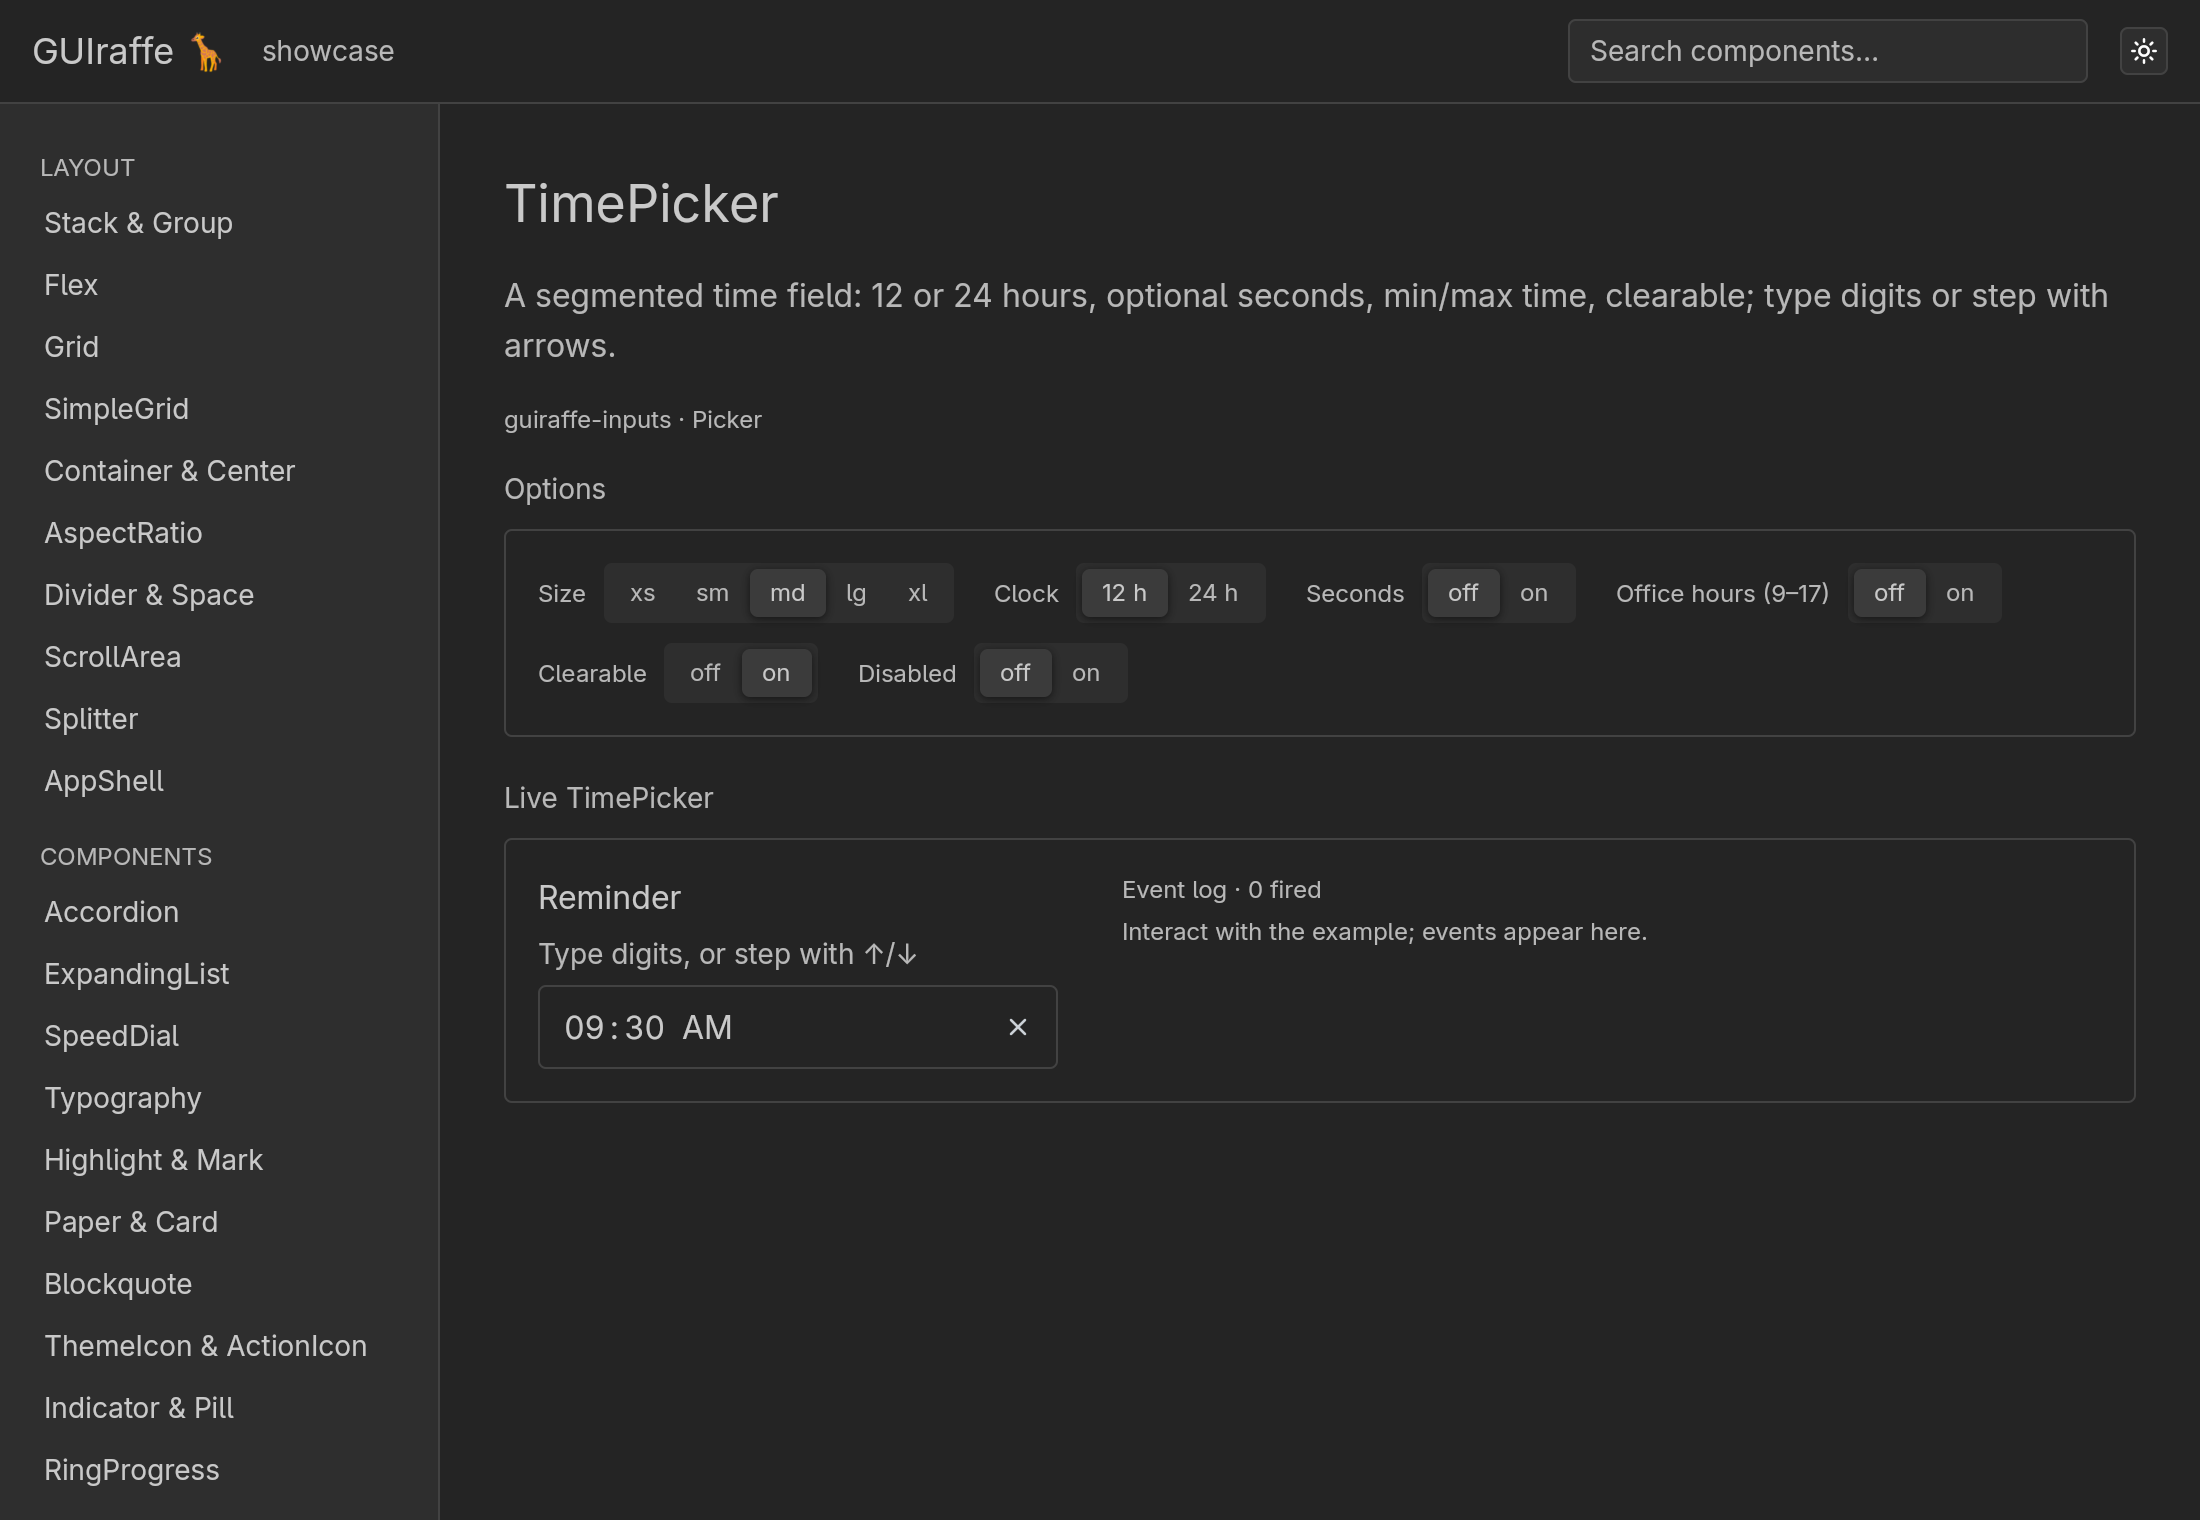 GUIraffe 🦒 showcase
Search components...
LAYOUT
Stack & Group
Flex
Grid
SimpleGrid
Container & Center
AspectRatio
Divider & Space
ScrollArea
Splitter
AppShell
COMPONENTS
Accordion
ExpandingList
SpeedDial
Typography
Highlight & Mark
Paper & Card
Blockquote
ThemeIcon & ActionIcon
Indicator & Pill
RingProgress
TimePicker
A segmented time field: 12 or 24 hours, optional seconds, min/max time, clearable; type digits or step with
arrows.
guiraffe-inputs · Picker
Options
Size xs sm md lg xl Clock 12 h 24 h Seconds off on Office hours (9–17) off on
Clearable off on Disabled off on
Live TimePicker
Reminder
Type digits, or step with ↑/↓
09:30 AM
Event log · 0 fired
Interact with the example; events appear here.